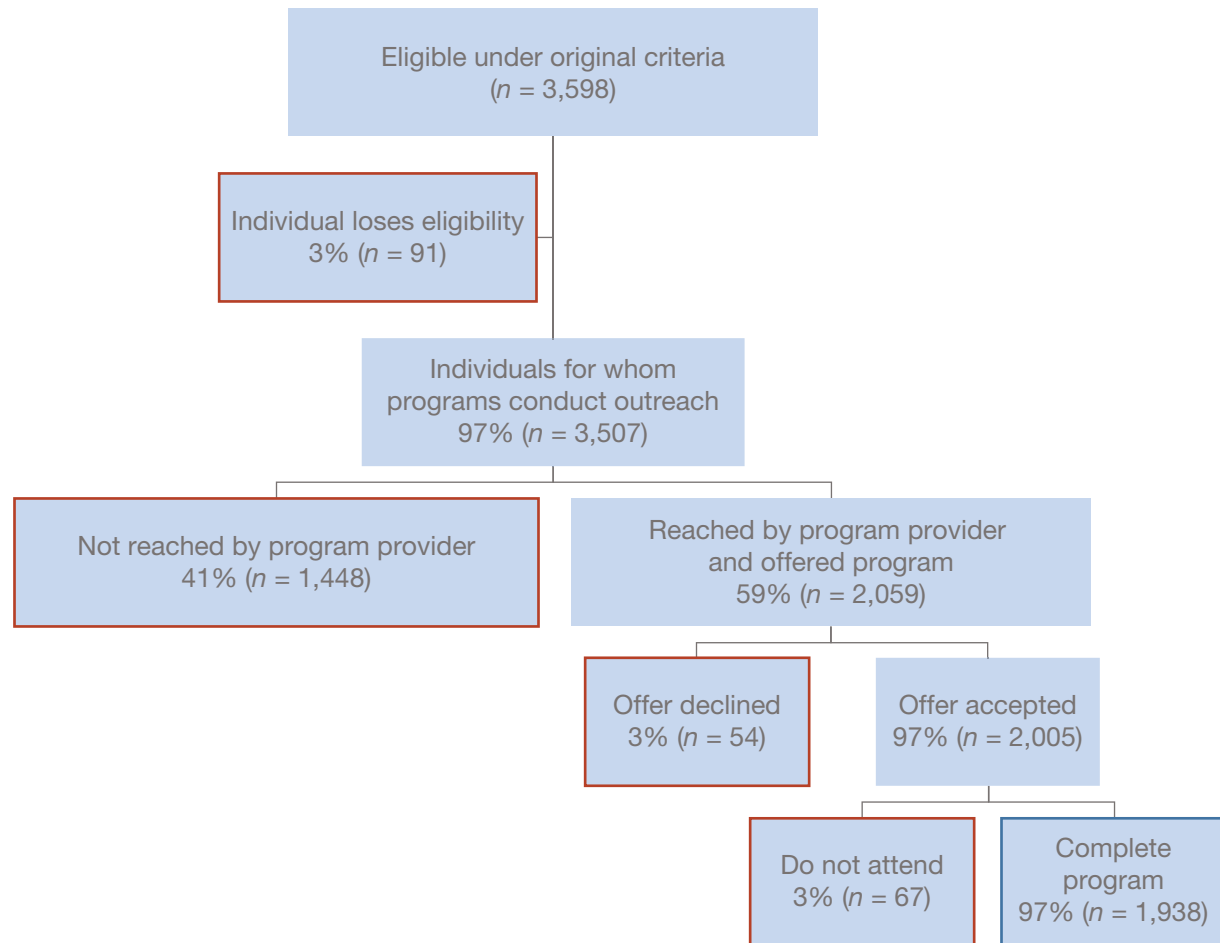 Eligible under original criteria
(n = 3,598)
Individual loses eligibility
3% (n = 91)
Individuals for whom
programs conduct outreach
97% (n = 3,507)
Not reached by program provider
41% (n = 1,448)
Reached by program provider
and offered program
59% (n = 2,059)
Offer declined
3% (n = 54)
Offer accepted
97% (n = 2,005)
Do not attend
3% (n = 67)
Complete
program
97% (n = 1,938)